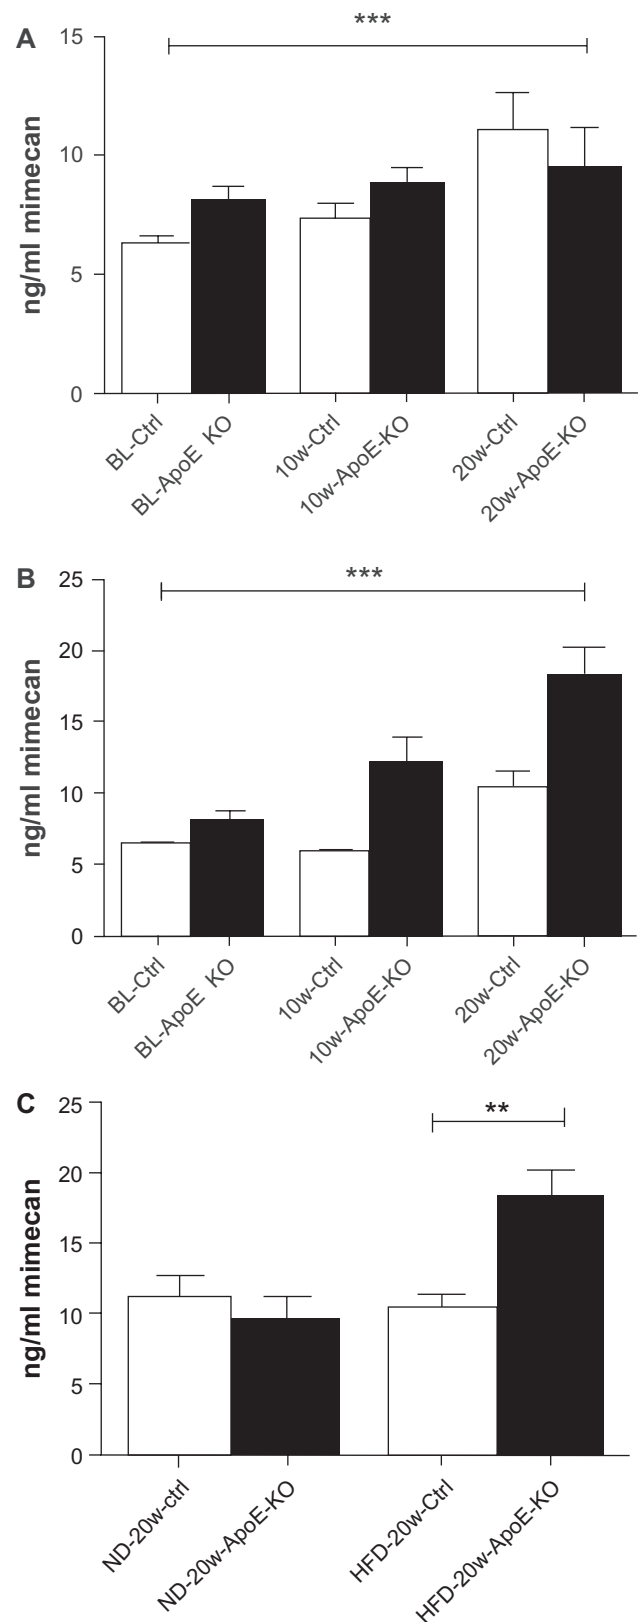 A
***
15
10
5
0
ng/ml mimecan
BL-Ctrl
BL-ApoE KO
10w-Ctrl
10w-ApoE-KO
20w-Ctrl
20w-ApoE-KO
B
***
25
20
15
10
5
0
ng/ml mimecan
BL-Ctrl
BL-ApoE KO
10w-Ctrl
10w-ApoE-KO
20w-Ctrl
20w-ApoE-KO
C
**
25
20
15
10
5
0
ng/ml mimecan
ND-20w-ctrl
ND-20w-ApoE-KO
HFD-20w-Ctrl
HFD-20w-ApoE-KO